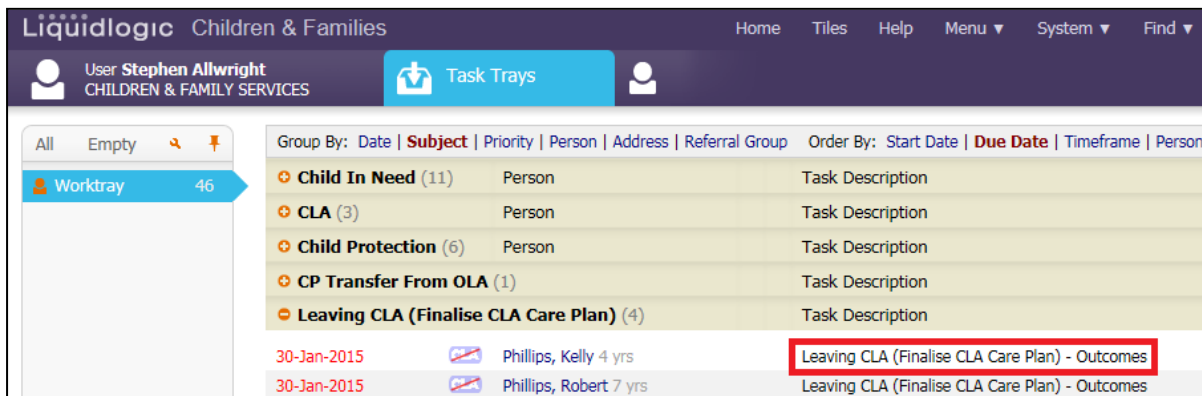 Liquidlogic Children & Families Home Tiles Help Menu ▼ System ▼ Find ▼
User Stephen Allwright
CHILDREN & FAMILY SERVICES
Task Trays
All Empty
Group By: Date | Subject | Priority | Person | Address | Referral Group Order By: Start Date | Due Date | Timeframe | Person
Worktray 46
Child In Need (11) Person Task Description
CLA (3) Person Task Description
Child Protection (6) Person Task Description
CP Transfer From OLA (1) Task Description
Leaving CLA (Finalise CLA Care Plan) (4) Task Description
30-Jan-2015 Phillips, Kelly 4 yrs Leaving CLA (Finalise CLA Care Plan) - Outcomes
30-Jan-2015 Phillips, Robert 7 yrs Leaving CLA (Finalise CLA Care Plan) - Outcomes